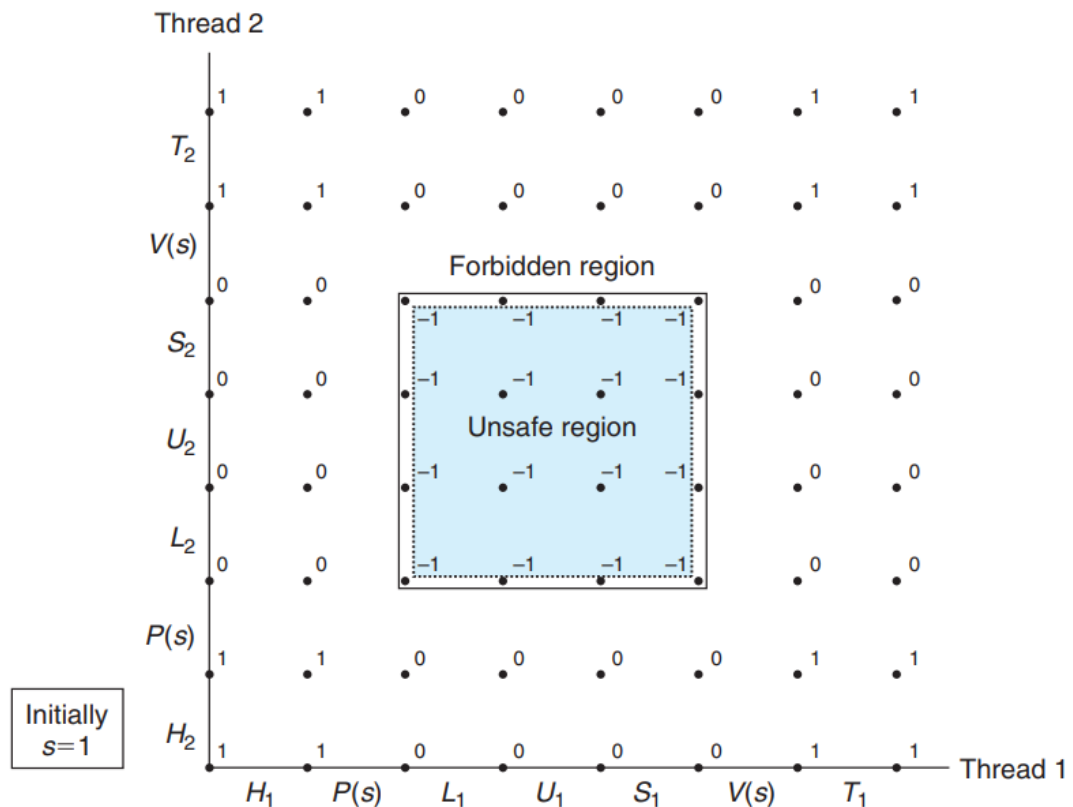 Thread 2
1 1 0 0 0 0 1 1
T₂
1 1 0 0 0 0 1 1
V(s)
Forbidden region
0 0 0 0
–1 –1 –1 –1
S₂
0 0 –1 –1 –1 –1 0 0
Unsafe region
U₂
0 0 –1 –1 –1 –1 0 0
L₂
0 0 –1 –1 –1 –1 0 0
P(s)
1 1 0 0 0 0 1 1
Initially
s=1
H₂
1 1 0 0 0 0 1 1
Thread 1
H₁ P(s) L₁ U₁ S₁ V(s) T₁